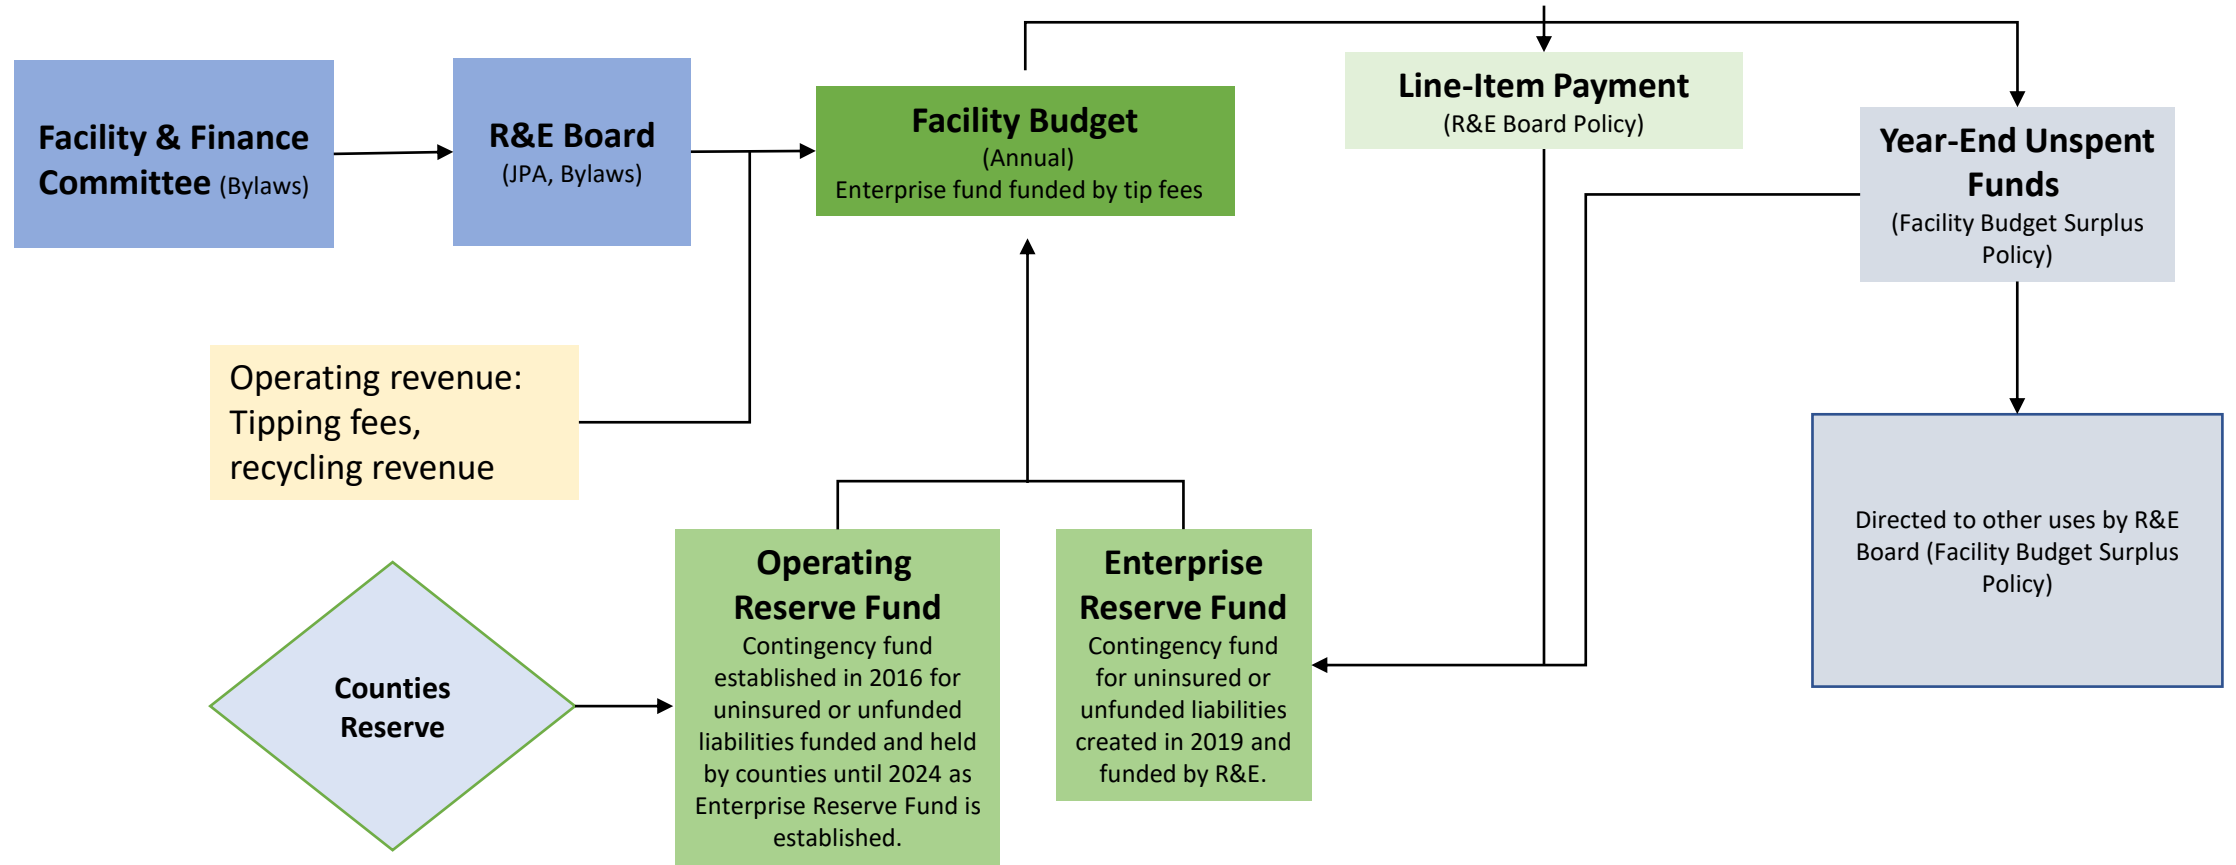 Facility & Finance
Committee (Bylaws)
R&E Board
(JPA, Bylaws)
Facility Budget
(Annual)
Enterprise fund funded by tip fees
Line-Item Payment
(R&E Board Policy)
Year-End Unspent
Funds
(Facility Budget Surplus
Policy)
Operating revenue:
Tipping fees,
recycling revenue
Counties
Reserve
Operating
Reserve Fund
Contingency fund
established in 2016 for
uninsured or unfunded
liabilities funded and held
by counties until 2024 as
Enterprise Reserve Fund is
established.
Enterprise
Reserve Fund
Contingency fund
for uninsured or
unfunded liabilities
created in 2019 and
funded by R&E.
Directed to other uses by R&E
Board (Facility Budget Surplus
Policy)